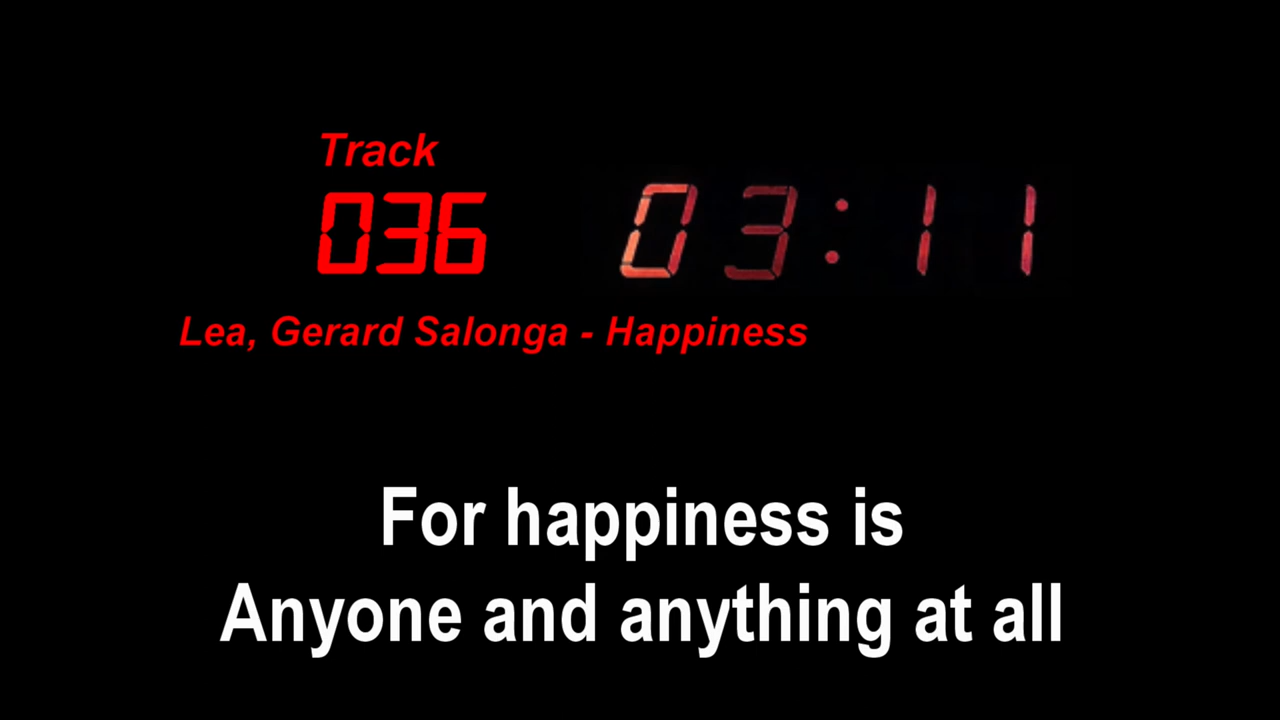 Track
036 03:11
Lea, Gerard Salonga - Happiness
For happiness is
Anyone and anything at all